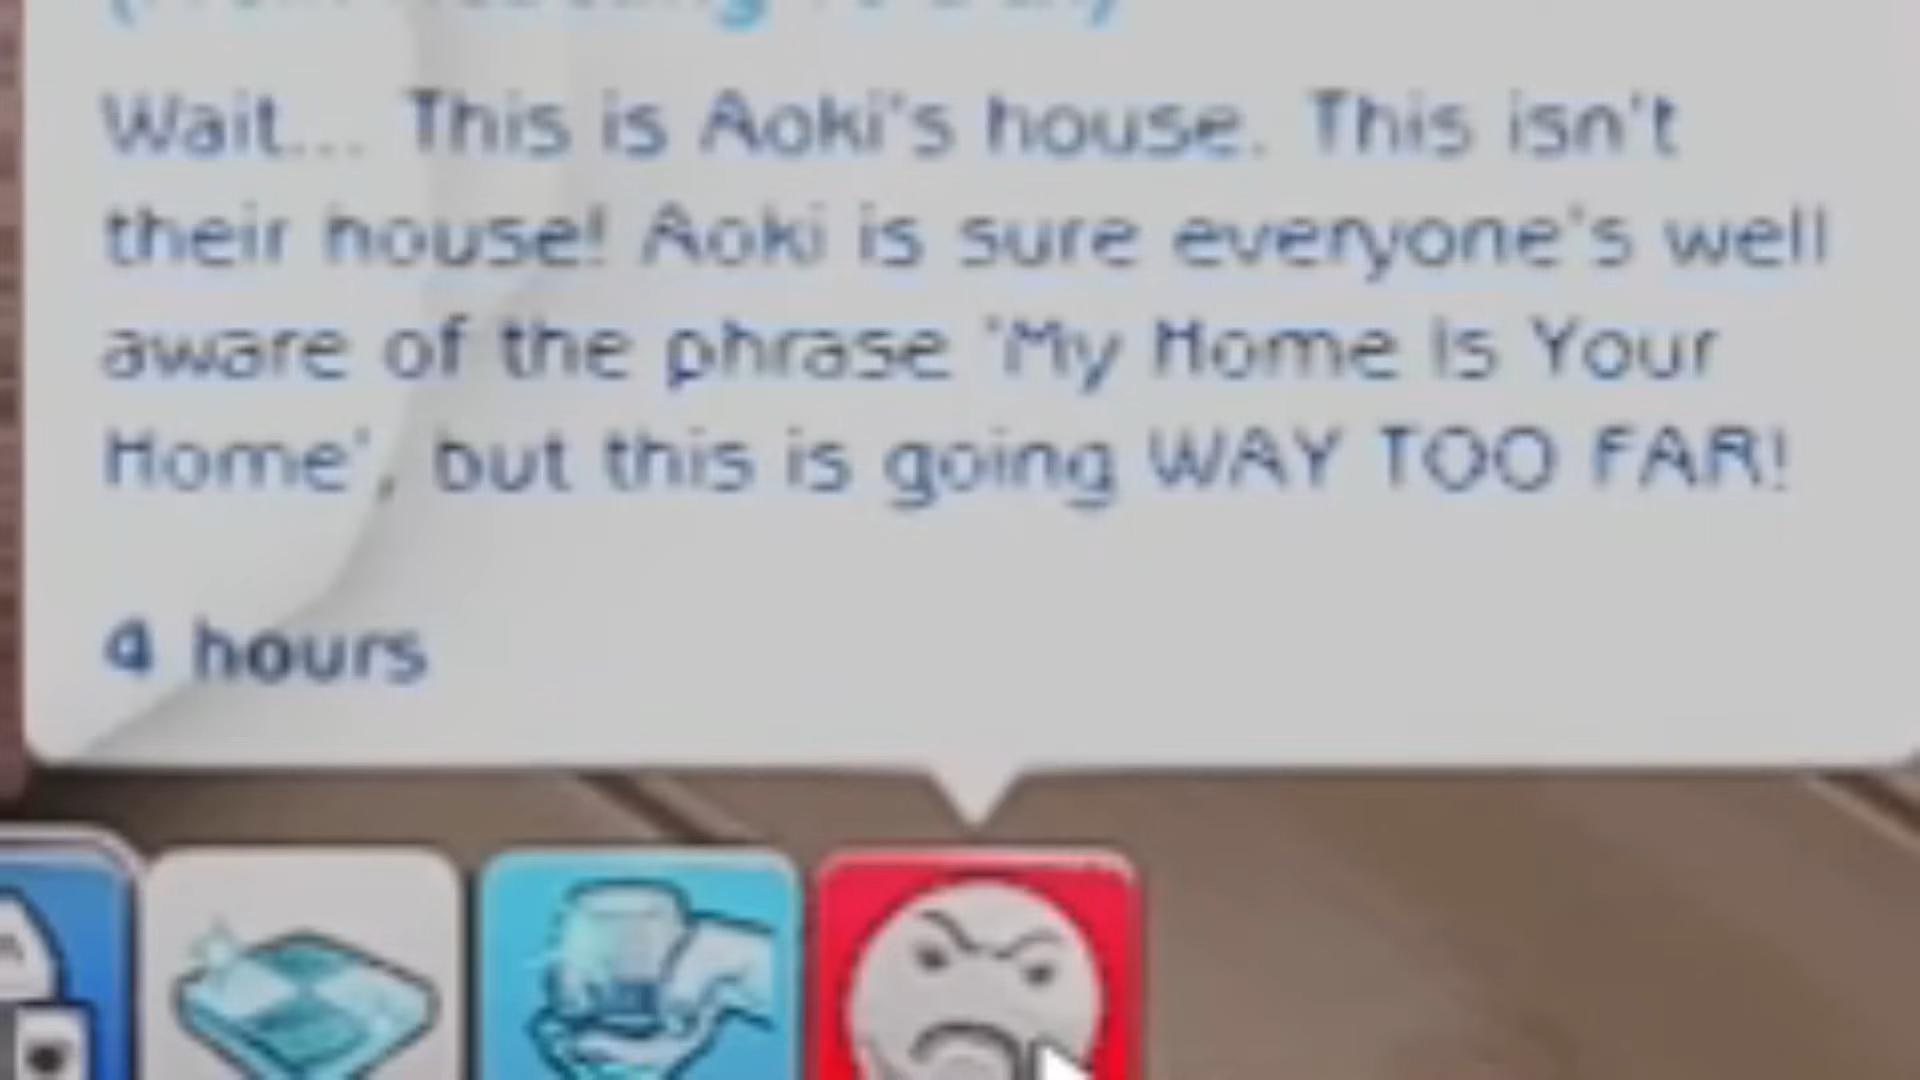 Wait... This is Aoki's house. This isn't
their house! Aoki is sure everyone's well
aware of the phrase 'My Home Is Your
Home', but this is going WAY TOO FAR!
4 hours